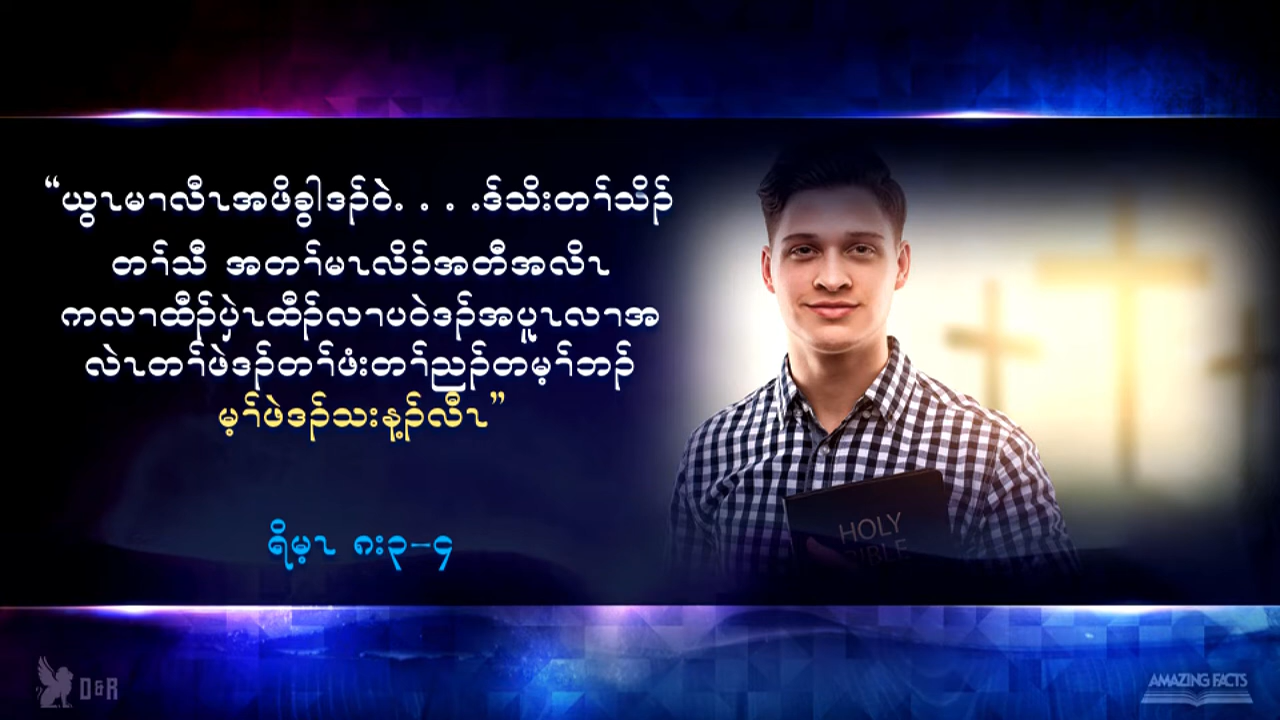 “ယွၤမၢလီၤအဖိခွါဒၣ်ဝဲ. . . .ဒ်သိးတၢ်သိၣ်
တၢ်သီ အတၢ်မၤလိာ်အတီအလိၤ
ကလၢထီၣ်ပှဲၤထီၣ်လၢပဝဲဒၣ်အပူၤလၢအ
လဲၤတၢ်ဖဲဒၣ်တၢ်ဖံးတၢ်ညၣ်တမ့ၢ်ဘၣ်
မ့ၢ်ဖဲဒၣ်သးန့ၣ်လီၤ”
ရိမ့ၤ ၈း၃–၄
HOLY
BIBLE
D&R
AMAZING FACTS